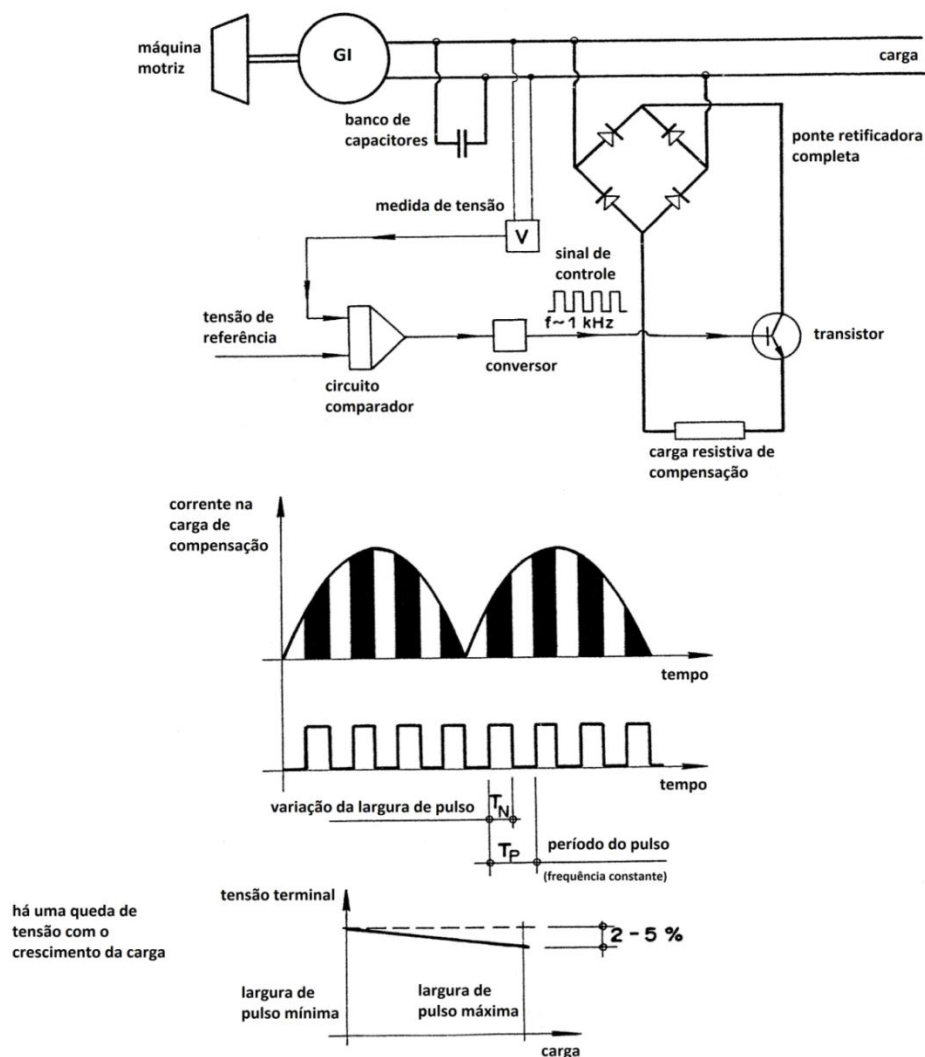 máquina
motriz
GI
carga
banco de
capacitores
ponte retificadora
completa
medida de tensão
V
sinal de
controle
f~1 kHz
tensão de
referência
transistor
conversor
circuito
comparador
carga resistiva de
compensação
corrente na
carga de
compensação
tempo
tempo
variação da largura de pulso
TN
TP
período do pulso
(frequência constante)
tensão terminal
há uma queda de
tensão com o
crescimento da carga
2 - 5 %
largura de
pulso mínima
largura de
pulso máxima
carga